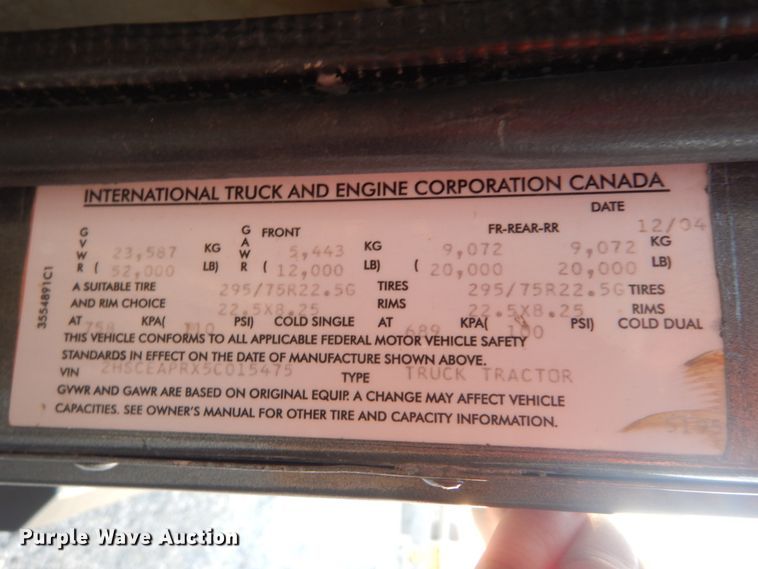 INTERNATIONAL TRUCK AND ENGINE CORPORATION CANADA
DATE
12/04
GVWR 23,587 KG GAWR FRONT 5,443 KG FR-REAR-RR 9,072 9,072 KG
( 52,000 LB) ( 12,000 LB) ( 20,000 20,000 LB)
A SUITABLE TIRE 295/75R22.5G TIRES 295/75R22.5G TIRES
AND RIM CHOICE 22.5X8.25 RIMS 22.5X8.25 RIMS
AT 758 KPA( 110 PSI) COLD SINGLE AT 689 KPA( 100 PSI) COLD DUAL
THIS VEHICLE CONFORMS TO ALL APPLICABLE FEDERAL MOTOR VEHICLE SAFETY
STANDARDS IN EFFECT ON THE DATE OF MANUFACTURE SHOWN ABOVE.
VIN 2HSCEAPRX5C015475 TYPE TRUCK TRACTOR
GVWR AND GAWR ARE BASED ON ORIGINAL EQUIP. A CHANGE MAY AFFECT VEHICLE
CAPACITIES. SEE OWNER'S MANUAL FOR OTHER TIRE AND CAPACITY INFORMATION.
3554891C1
Purple Wave Auction